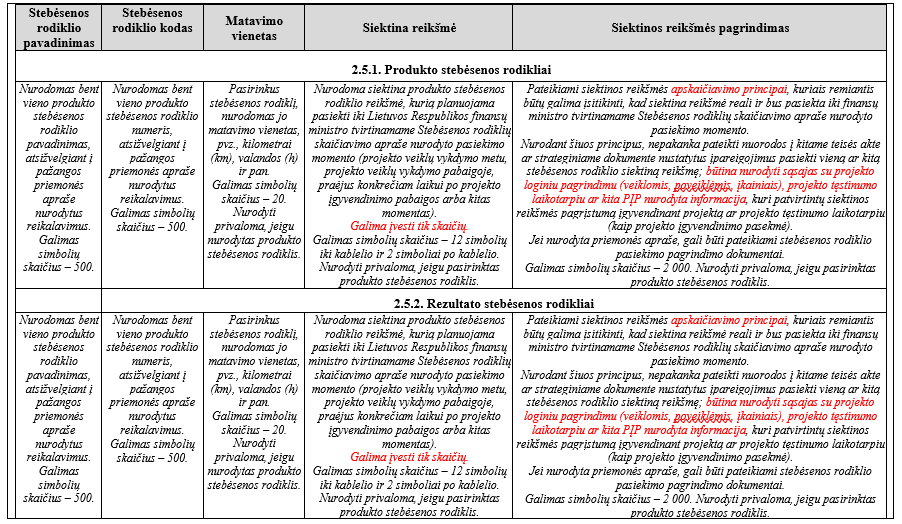 Stebėsenos
rodiklio
pavadinimas
Stebėsenos
rodiklio kodas
Matavimo
vienetas
Siektina reikšmė
Siektinos reikšmės pagrindimas
2.5.1. Produkto stebėsenos rodikliai
Nurodomas bent
vieno produkto
stebėsenos
rodiklio
pavadinimas,
atsižvelgiant į
pažangos
priemonės
apraše
nurodytus
reikalavimus.
Galimas
simbolių
skaičius – 500.
Nurodomas bent
vieno produkto
stebėsenos rodiklio
numeris,
atsižvelgiant į
pažangos
priemonės apraše
nurodytus
reikalavimus.
Galimas simbolių
skaičius – 500.
Pasirinkus
stebėsenos rodiklį,
nurodomas jo
matavimo vienetas,
pvz., kilometrai
(km), valandos (h)
ir pan.
Galimas simbolių
skaičius – 20.
Nurodyti
privaloma, jeigu
nurodytas produkto
stebėsenos rodiklis.
Nurodoma siektina produkto stebėsenos
rodiklio reikšmė, kurią planuojama
pasiekti iki Lietuvos Respublikos finansų
ministro tvirtinamame Stebėsenos rodiklių
skaičiavimo apraše nurodyto pasiekimo
momento (projekto veiklų vykdymo metu,
projekto veiklų vykdymo pabaigoje,
praėjus konkrečiam laikui po projekto
įgyvendinimo pabaigos arba kitas
momentas).
Galima įvesti tik skaičių.
Galimas simbolių skaičius – 12 simbolių
iki kablelio ir 2 simboliai po kablelio.
Nurodyti privaloma, jeigu pasirinktas
produkto stebėsenos rodiklis.
Pateikiami siektinos reikšmės apskaičiavimo principai, kuriais remiantis
būtų galima įsitikinti, kad siektina reikšmė reali ir bus pasiekta iki finansų
ministro tvirtinamame Stebėsenos rodiklių skaičiavimo apraše nurodyto
pasiekimo momento.
Nurodant šiuos principus, nepakanka pateikti nuorodos į kitame teisės akte
ar strateginiame dokumente nustatytus įpareigojimus pasiekti vieną ar kitą
stebėsenos rodiklio siektiną reikšmę; būtina nurodyti sąsajas su projekto
loginiu pagrindimu (veiklomis, poveiklėmis, įkainiais), projekto tęstinumo
laikotarpiu ar kita PĮP nurodyta informacija, kuri patvirtintų siektinos
reikšmės pagrįstumą įgyvendinant projektą ar projekto tęstinumo laikotarpiu
(kaip projekto įgyvendinimo pasekmė).
Jei nurodyta priemonės apraše, gali būti pateikiami stebėsenos rodiklio
pasiekimo pagrindimo dokumentai.
Galimas simbolių skaičius – 2 000. Nurodyti privaloma, jeigu pasirinktas
produkto stebėsenos rodiklis.
2.5.2. Rezultato stebėsenos rodikliai
Nurodomas bent
vieno produkto
stebėsenos
rodiklio
pavadinimas,
atsižvelgiant į
pažangos
priemonės
apraše
nurodytus
reikalavimus.
Galimas
simbolių
skaičius – 500.
Nurodomas bent
vieno produkto
stebėsenos rodiklio
numeris,
atsižvelgiant į
pažangos
priemonės apraše
nurodytus
reikalavimus.
Galimas simbolių
skaičius – 500.
Pasirinkus
stebėsenos rodiklį,
nurodomas jo
matavimo vienetas,
pvz., kilometrai
(km), valandos (h)
ir pan.
Galimas simbolių
skaičius – 20.
Nurodyti
privaloma, jeigu
nurodytas produkto
stebėsenos rodiklis.
Nurodoma siektina produkto stebėsenos
rodiklio reikšmė, kurią planuojama
pasiekti iki Lietuvos Respublikos finansų
ministro tvirtinamame Stebėsenos rodiklių
skaičiavimo apraše nurodyto pasiekimo
momento (projekto veiklų vykdymo metu,
projekto veiklų vykdymo pabaigoje,
praėjus konkrečiam laikui po projekto
įgyvendinimo pabaigos arba kitas
momentas).
Galima įvesti tik skaičių.
Galimas simbolių skaičius – 12 simbolių
iki kablelio ir 2 simboliai po kablelio.
Nurodyti privaloma, jeigu pasirinktas
produkto stebėsenos rodiklis.
Pateikiami siektinos reikšmės apskaičiavimo principai, kuriais remiantis
būtų galima įsitikinti, kad siektina reikšmė reali ir bus pasiekta iki finansų
ministro tvirtinamame Stebėsenos rodiklių skaičiavimo apraše nurodyto
pasiekimo momento.
Nurodant šiuos principus, nepakanka pateikti nuorodos į kitame teisės akte
ar strateginiame dokumente nustatytus įpareigojimus pasiekti vieną ar kitą
stebėsenos rodiklio siektiną reikšmę; būtina nurodyti sąsajas su projekto
loginiu pagrindimu (veiklomis, poveiklėmis, įkainiais), projekto tęstinumo
laikotarpiu ar kita PĮP nurodyta informacija, kuri patvirtintų siektinos
reikšmės pagrįstumą įgyvendinant projektą ar projekto tęstinumo laikotarpiu
(kaip projekto įgyvendinimo pasekmė).
Jei nurodyta priemonės apraše, gali būti pateikiami stebėsenos rodiklio
pasiekimo pagrindimo dokumentai.
Galimas simbolių skaičius – 2 000. Nurodyti privaloma, jeigu pasirinktas
produkto stebėsenos rodiklis.